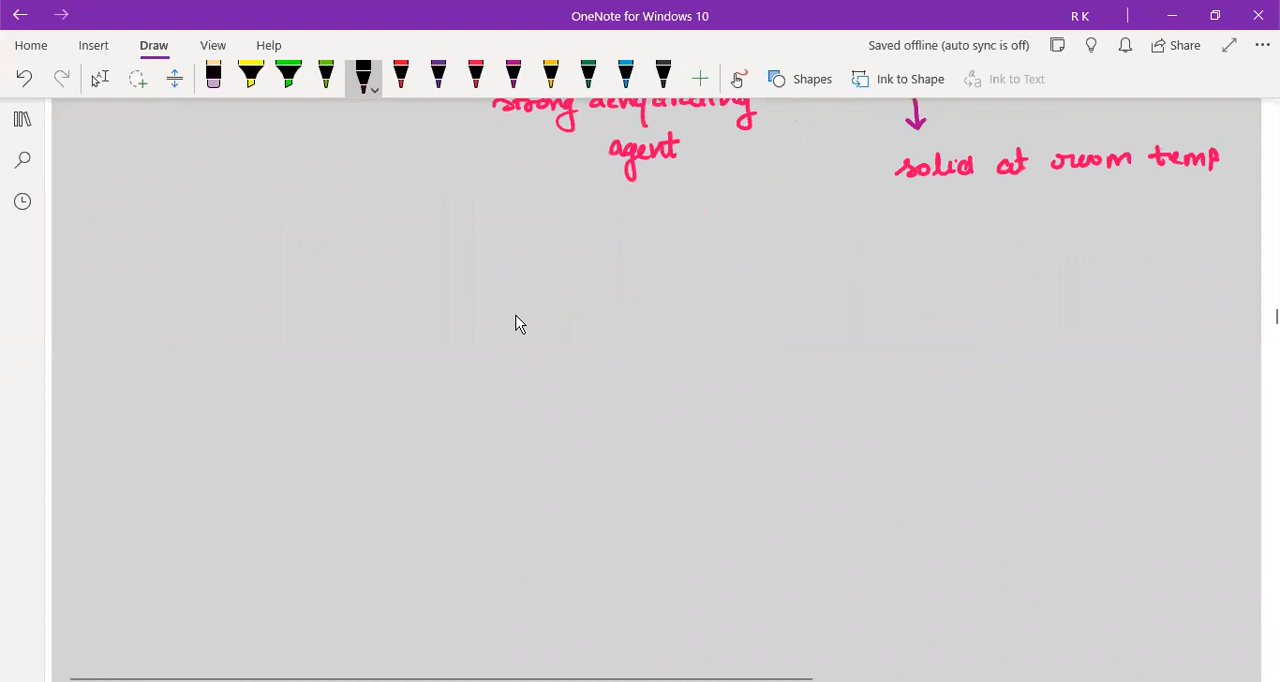 OneNote for Windows 10
R K
Home Insert Draw View Help
Saved offline (auto sync is off)
Share
Shapes
Ink to Shape
Ink to Text
strong dehydrating
agent
solid at room temp